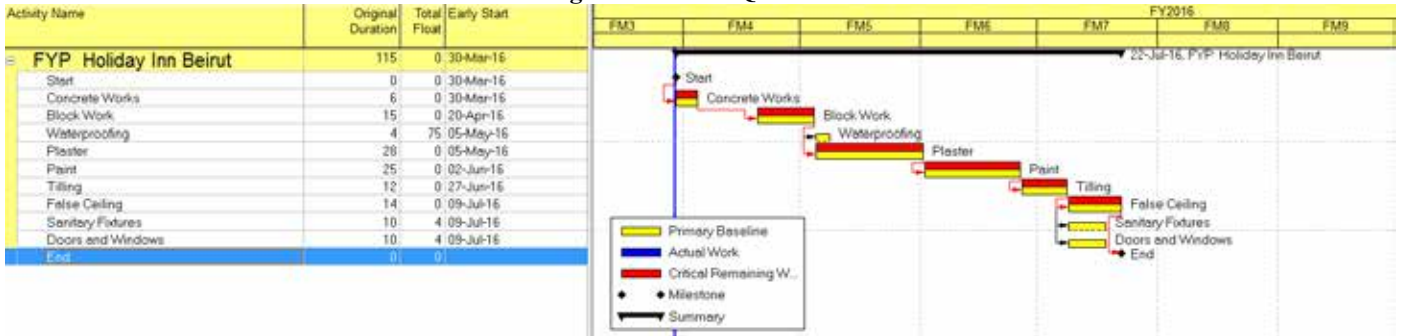 Activity Name Original Duration Total Float Early Start
FYP Holiday Inn Beirut 115 0 30-Mar-16
Start 0 0 30-Mar-16
Concrete Works 6 0 30-Mar-16
Block Work 15 0 20-Apr-16
Waterproofing 4 75 05-May-16
Plaster 28 0 05-May-16
Paint 25 0 02-Jun-16
Tilling 12 0 27-Jun-16
False Ceiling 14 0 09-Jul-16
Sanitary Fixtures 10 4 09-Jul-16
Doors and Windows 10 4 09-Jul-16
End 0 0
FY2016
FM3 FM4 FM5 FM6 FM7 FM8 FM9
22-Jul-16, FYP Holiday Inn Beirut
Start
Concrete Works
Block Work
Waterproofing
Plaster
Paint
Tilling
False Ceiling
Sanitary Fixtures
Doors and Windows
End
Primary Baseline
Actual Work
Critical Remaining W...
Milestone
Summary